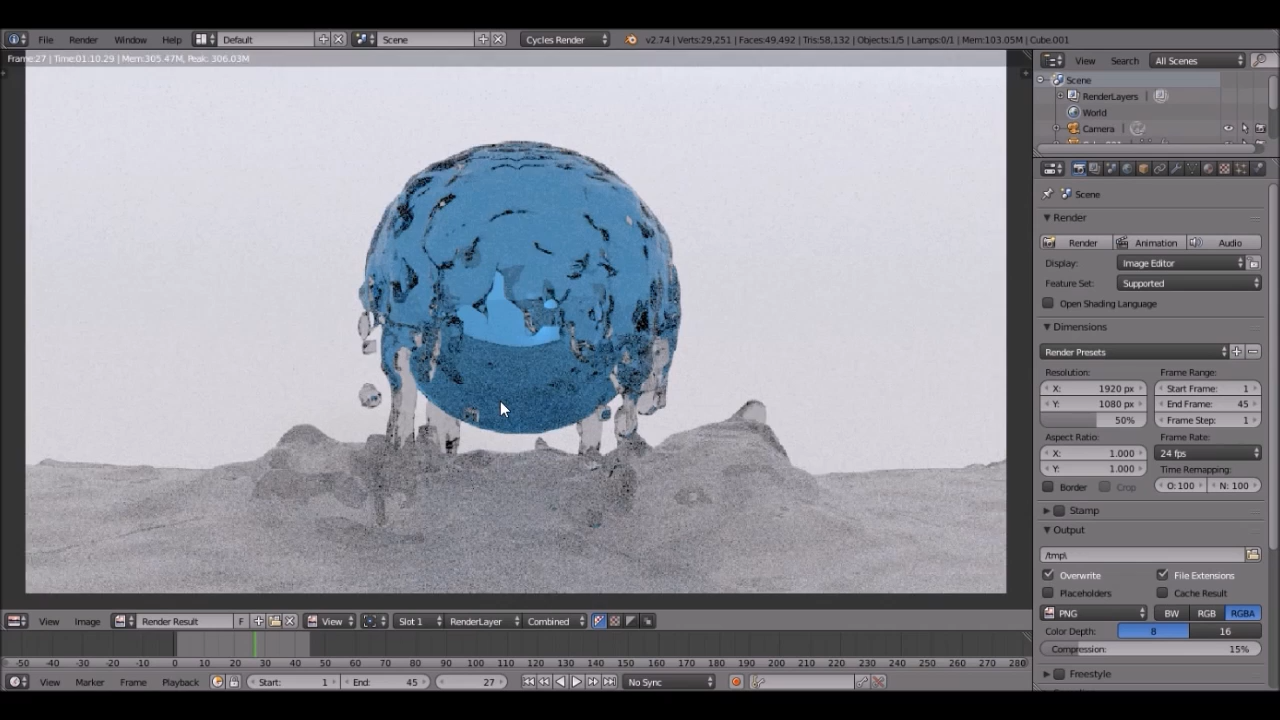 File Render Window Help Default Scene Cycles Render v2.74 | Verts:29,251 | Faces:49,492 | Tris:58,132 | Objects:1/5 | Lamps:0/1 | Mem:103.05M | Cube.001
Frame:27 | Time:01:10.29 | Mem:305.47M, Peak: 306.03M
View Search All Scenes
Scene
RenderLayers
World
Camera
Scene
Render
Render Animation Audio
Display: Image Editor
Feature Set: Supported
Open Shading Language
Dimensions
Render Presets
Resolution: Frame Range:
X: 1920 px Start Frame: 1
Y: 1080 px End Frame: 45
50% Frame Step: 1
Aspect Ratio: Frame Rate:
X: 1.000 24 fps
Y: 1.000 Time Remapping:
Border Crop O: 100 N: 100
Stamp
Output
/tmp\
Overwrite File Extensions
Placeholders Cache Result
PNG BW RGB RGBA
Color Depth: 8 16
Compression: 15%
Freestyle
View Image Render Result F View Slot 1 RenderLayer Combined
-50 -40 -30 -20 -10 0 10 20 30 40 50 60 70 80 90 100 110 120 130 140 150 160 170 180 190 200 210 220 230 240 250 260 270 280
View Marker Frame Playback Start: 1 End: 45 27 No Sync